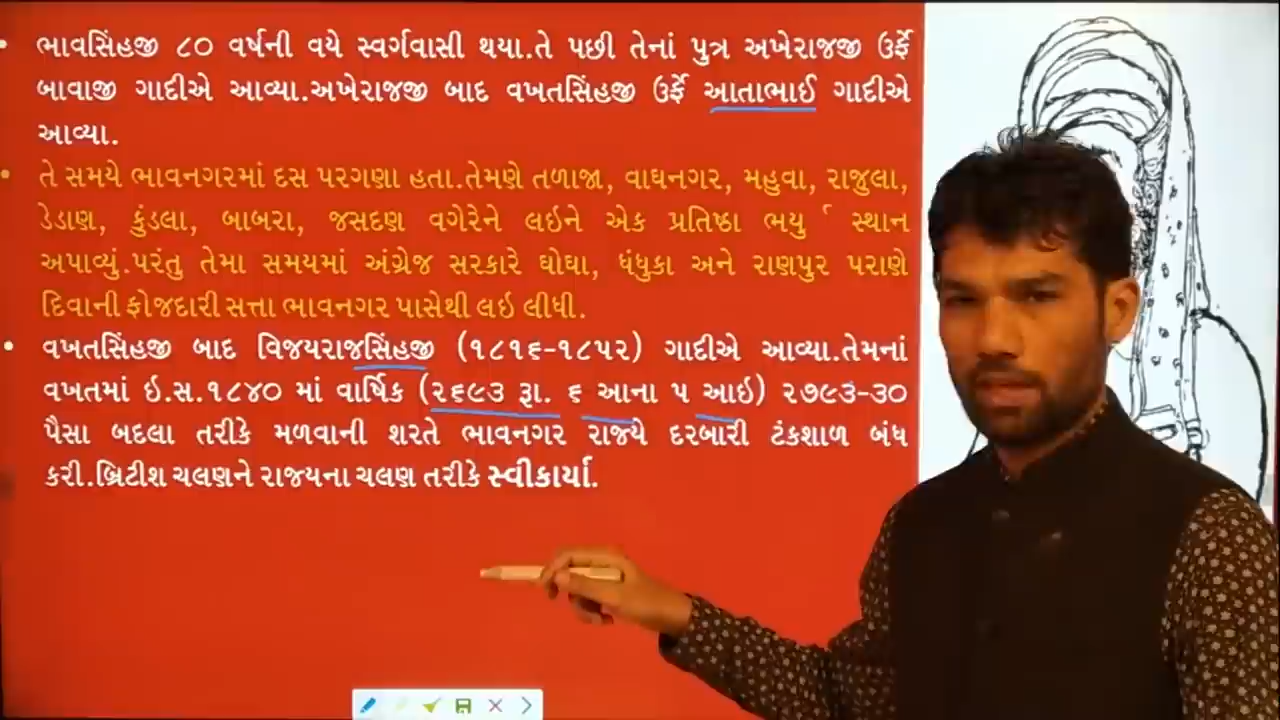 ભાવસિંહજી ૮૦ વર્ષની વયે સ્વર્ગવાસી થયા.તે પછી તેનાં પુત્ર અખેરાજજી ઉર્ફે
બાવાજી ગાદીએ આવ્યા.અખેરાજજી બાદ વખતસિંહજી ઉર્ફે આતાભાઈ ગાદીએ
આવ્યા.
તે સમયે ભાવનગરમાં દસ પરગણા હતા.તેમણે તળાજા, વાઘનગર, મહુવા, રાજુલા,
ડેડાણ, કુંડલા, બાબરા, જસદણ વગેરેને લઇને એક પ્રતિષ્ઠા ભર્યુ સ્થાન
અપાવ્યું.પરંતુ તેમા સમયમાં અંગ્રેજ સરકારે ઘોઘા, ધંધુકા અને રાણપુર પરાણે
દિવાની ફોજદારી સત્તા ભાવનગર પાસેથી લઇ લીધી.
વખતસિંહજી બાદ વિજયરાજસિંહજી (૧૮૧૬-૧૮૫૨) ગાદીએ આવ્યા.તેમનાં
વખતમાં ઇ.સ.૧૮૪૦ માં વાર્ષિક (૨૬૯૩ રૂા. ૬ આના ૫ આઇ) ૨૭૯૩-૩૦
પૈસા બદલા તરીકે મળવાની શરતે ભાવનગર રાજ્યે દરબારી ટંકશાળ બંધ
કરી.બ્રિટીશ ચલણને રાજયના ચલણ તરીકે સ્વીકાર્યા.